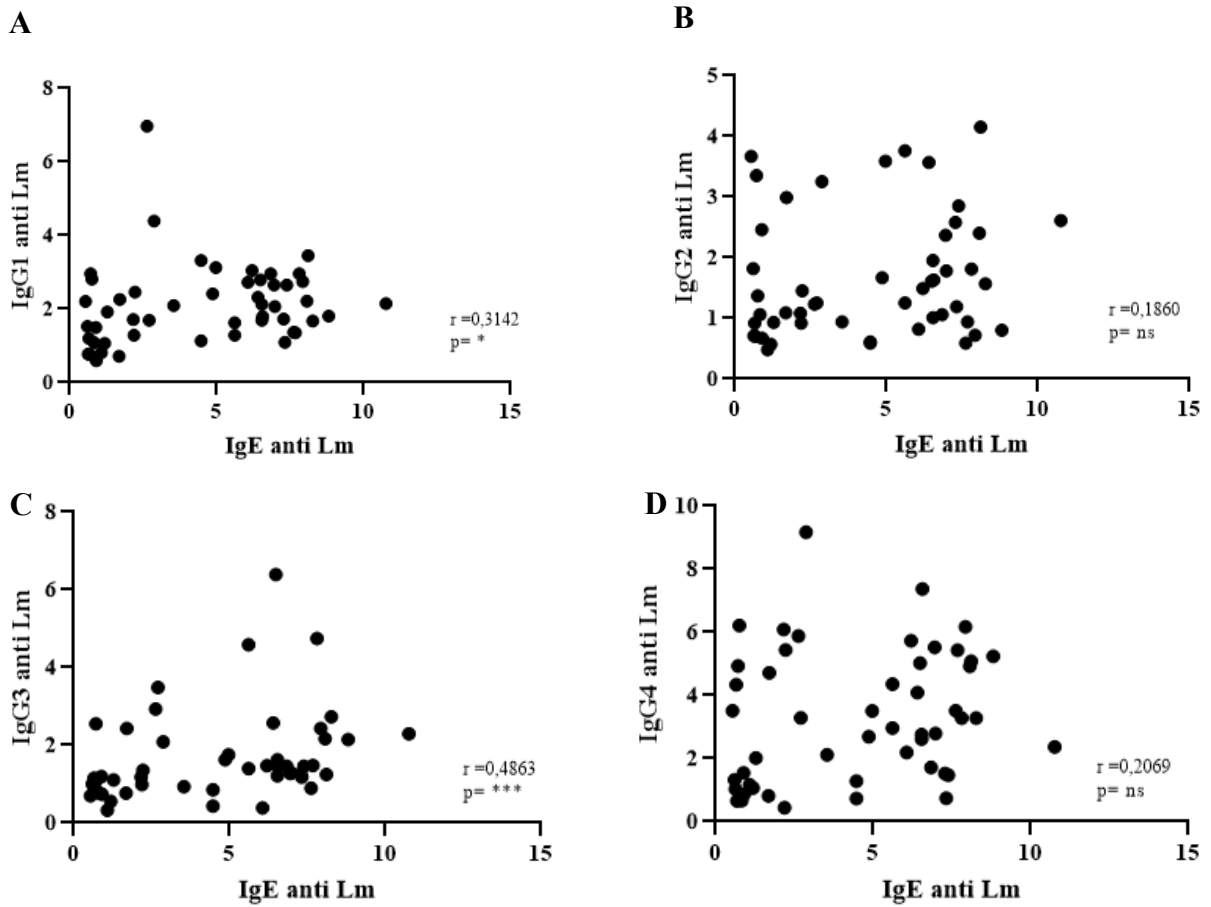 A
IgG1 anti Lm
8
6
4
2
0
0 5 10 15
IgE anti Lm
r =0,3142
p= *
B
IgG2 anti Lm
5
4
3
2
1
0
0 5 10 15
IgE anti Lm
r =0,1860
p= ns
C
IgG3 anti Lm
8
6
4
2
0
0 5 10 15
IgE anti Lm
r =0,4863
p= ***
D
IgG4 anti Lm
10
8
6
4
2
0
0 5 10 15
IgE anti Lm
r =0,2069
p= ns